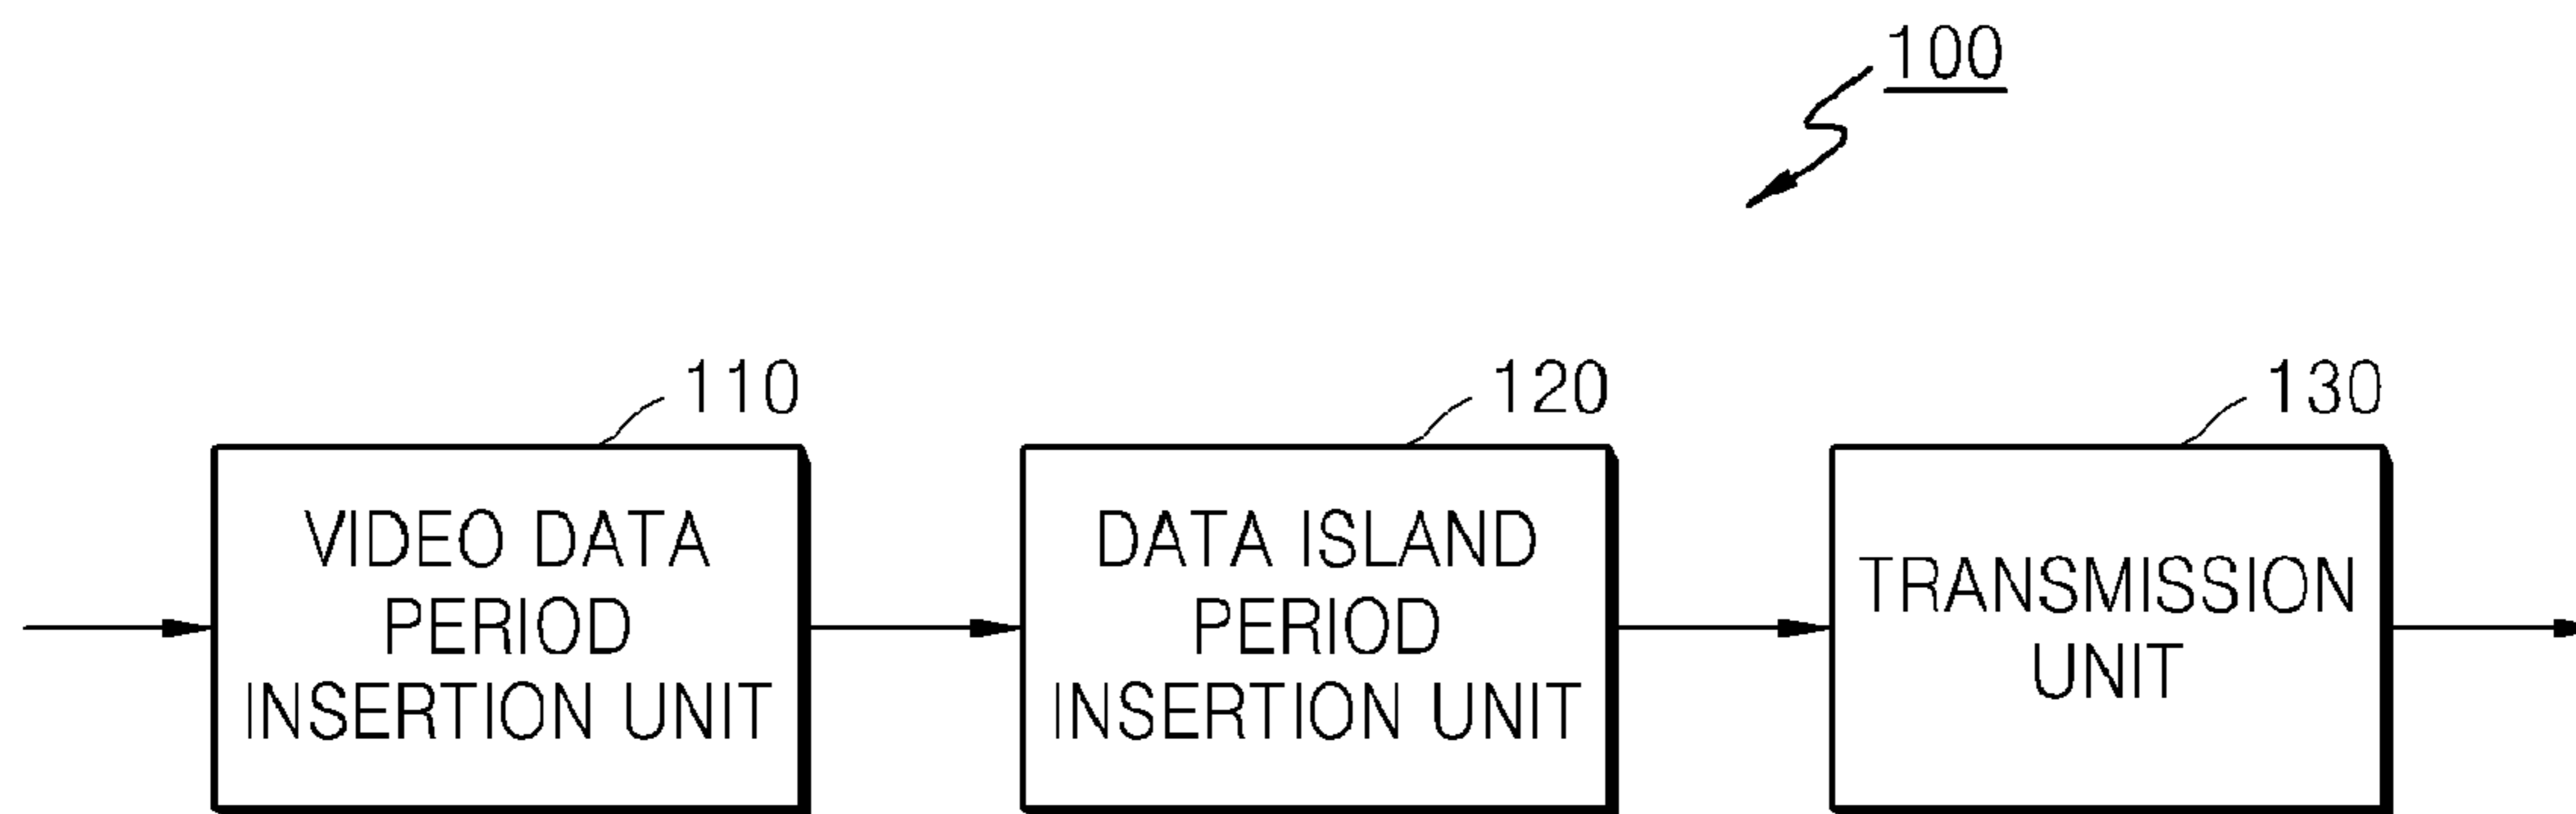 100
110
120
130
VIDEO DATA
PERIOD
INSERTION UNIT
DATA ISLAND
PERIOD
INSERTION UNIT
TRANSMISSION
UNIT